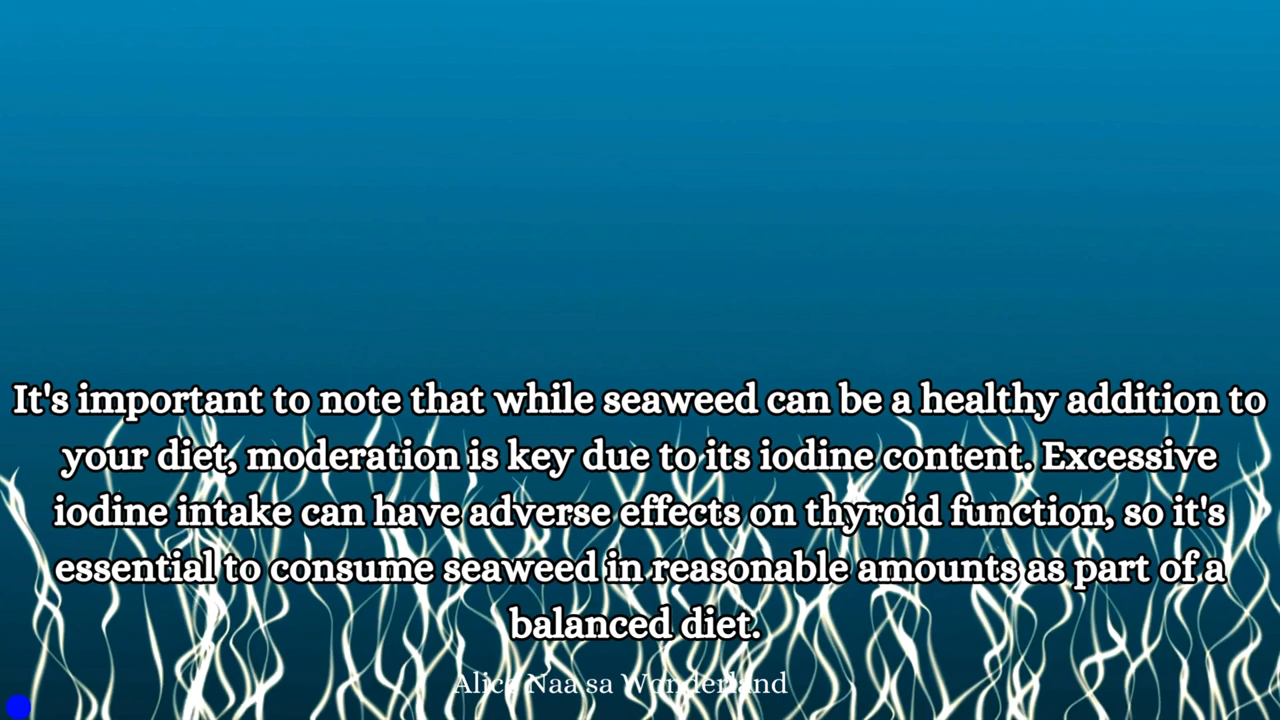 It's important to note that while seaweed can be a healthy addition to
your diet, moderation is key due to its iodine content. Excessive
iodine intake can have adverse effects on thyroid function, so it's
essential to consume seaweed in reasonable amounts as part of a
balanced diet.
Alice Naa sa Wonderland